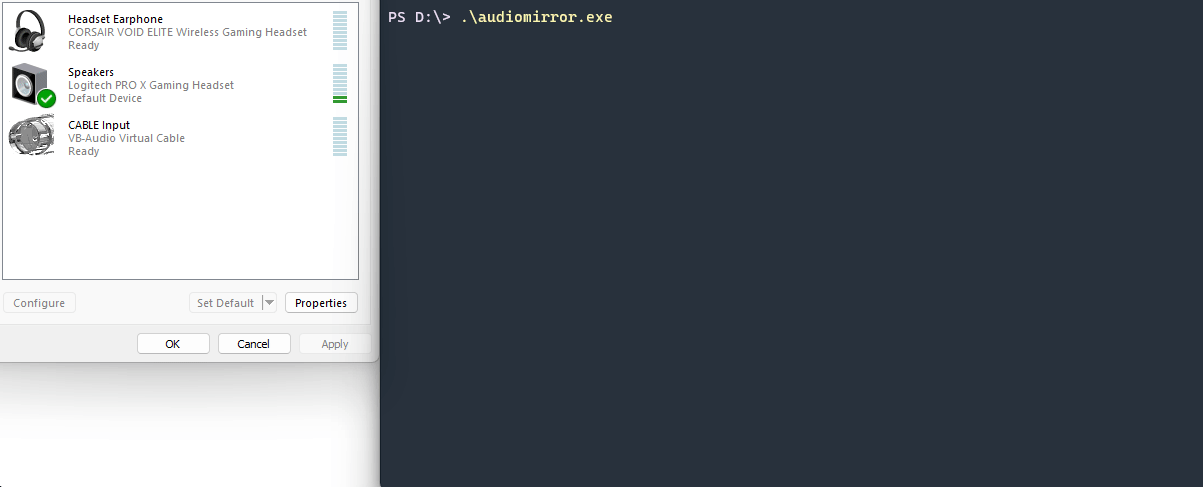 Headset Earphone
CORSAIR VOID ELITE Wireless Gaming Headset
Ready
Speakers
Logitech PRO X Gaming Headset
Default Device
CABLE Input
VB-Audio Virtual Cable
Ready
Configure
Set Default
Properties
OK
Cancel
Apply
PS D:\> .\audiomirror.exe